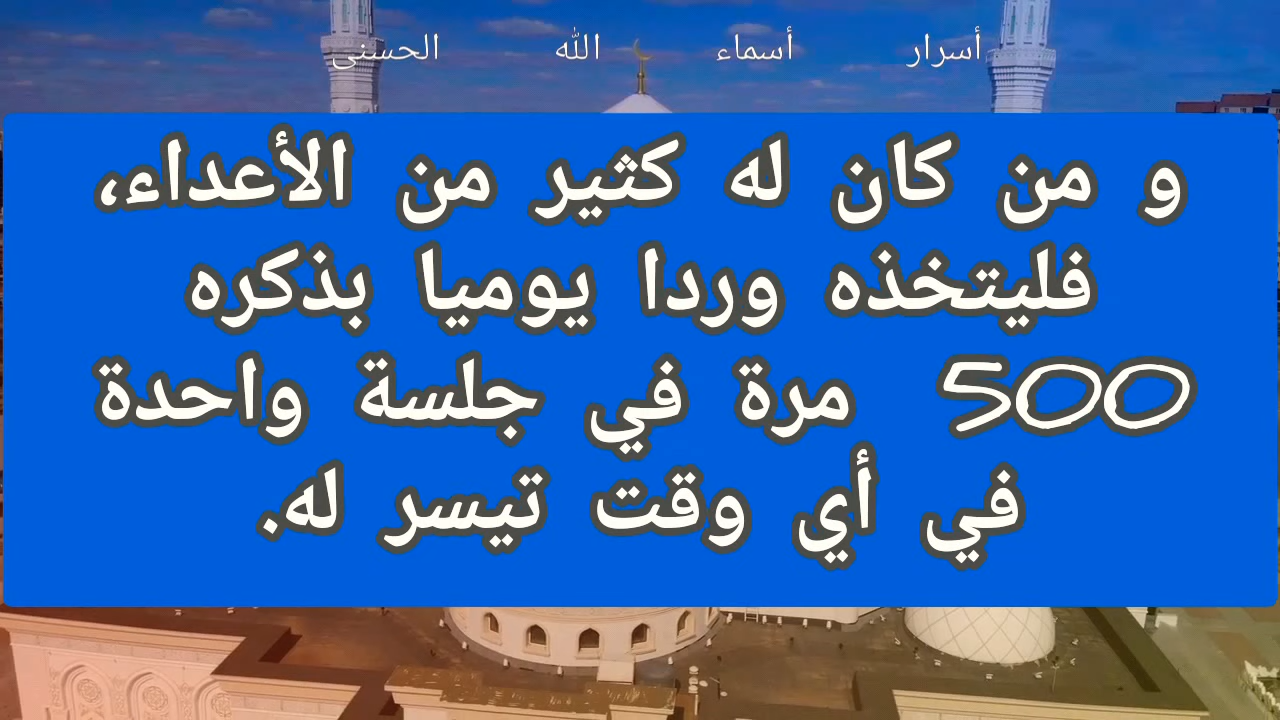 أسرار أسماء الله الحسنى
و من كان له كثير من الأعداء،
فليتخذه وردا يوميا بذكره
500 مرة في جلسة واحدة
في أي وقت تيسر له.